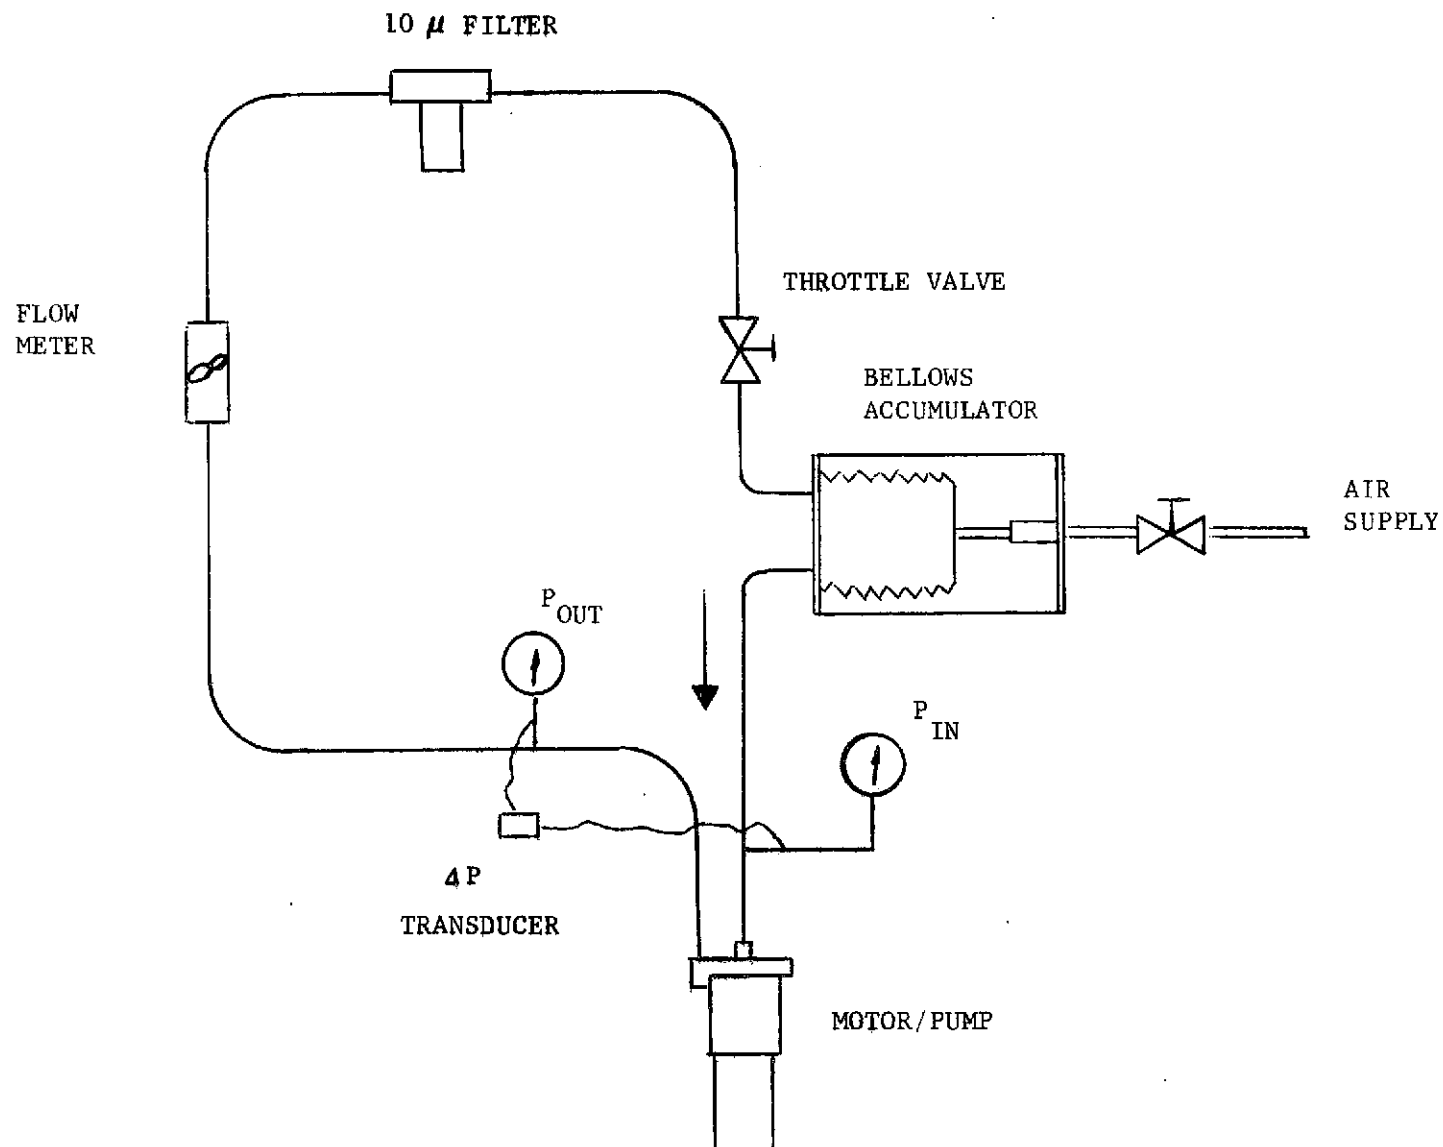 10 μ FILTER
THROTTLE VALVE
FLOW
METER
BELLOWS
ACCUMULATOR
AIR
SUPPLY
P OUT
P IN
ΔP
TRANSDUCER
MOTOR/PUMP